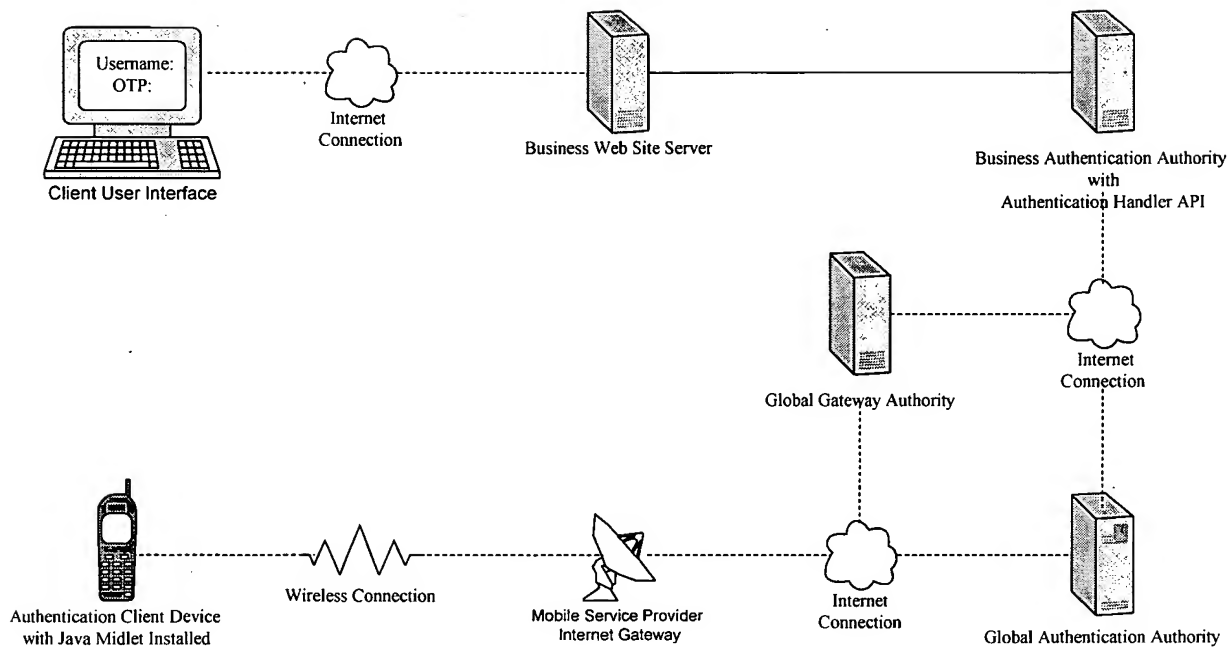 Username:
OTP:
Client User Interface
Internet
Connection
Business Web Site Server
Business Authentication Authority
with
Authentication Handler API
Global Gateway Authority
Internet
Connection
Authentication Client Device
with Java Midlet Installed
Wireless Connection
Mobile Service Provider
Internet Gateway
Internet
Connection
Global Authentication Authority